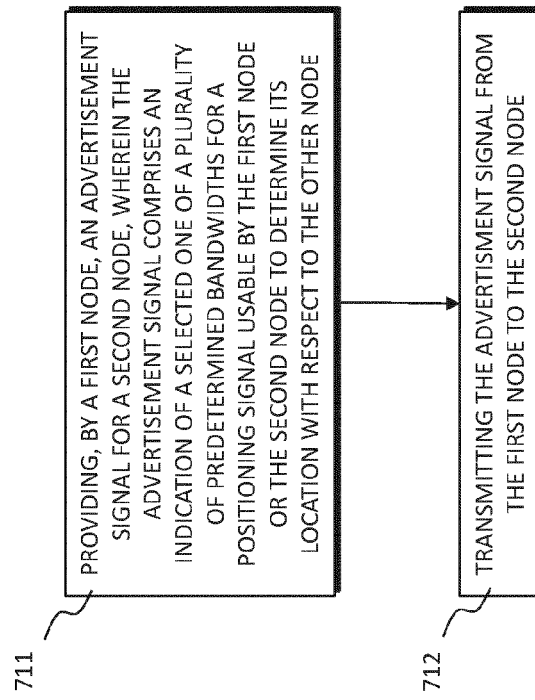 711
PROVIDING, BY A FIRST NODE, AN ADVERTISEMENT
SIGNAL FOR A SECOND NODE, WHEREIN THE
ADVERTISEMENT SIGNAL COMPRISES AN
INDICATION OF A SELECTED ONE OF A PLURALITY
OF PREDETERMINED BANDWIDTHS FOR A
POSITIONING SIGNAL USABLE BY THE FIRST NODE
OR THE SECOND NODE TO DETERMINE ITS
LOCATION WITH RESPECT TO THE OTHER NODE
712
TRANSMITTING THE ADVERTISMENT SIGNAL FROM
THE FIRST NODE TO THE SECOND NODE